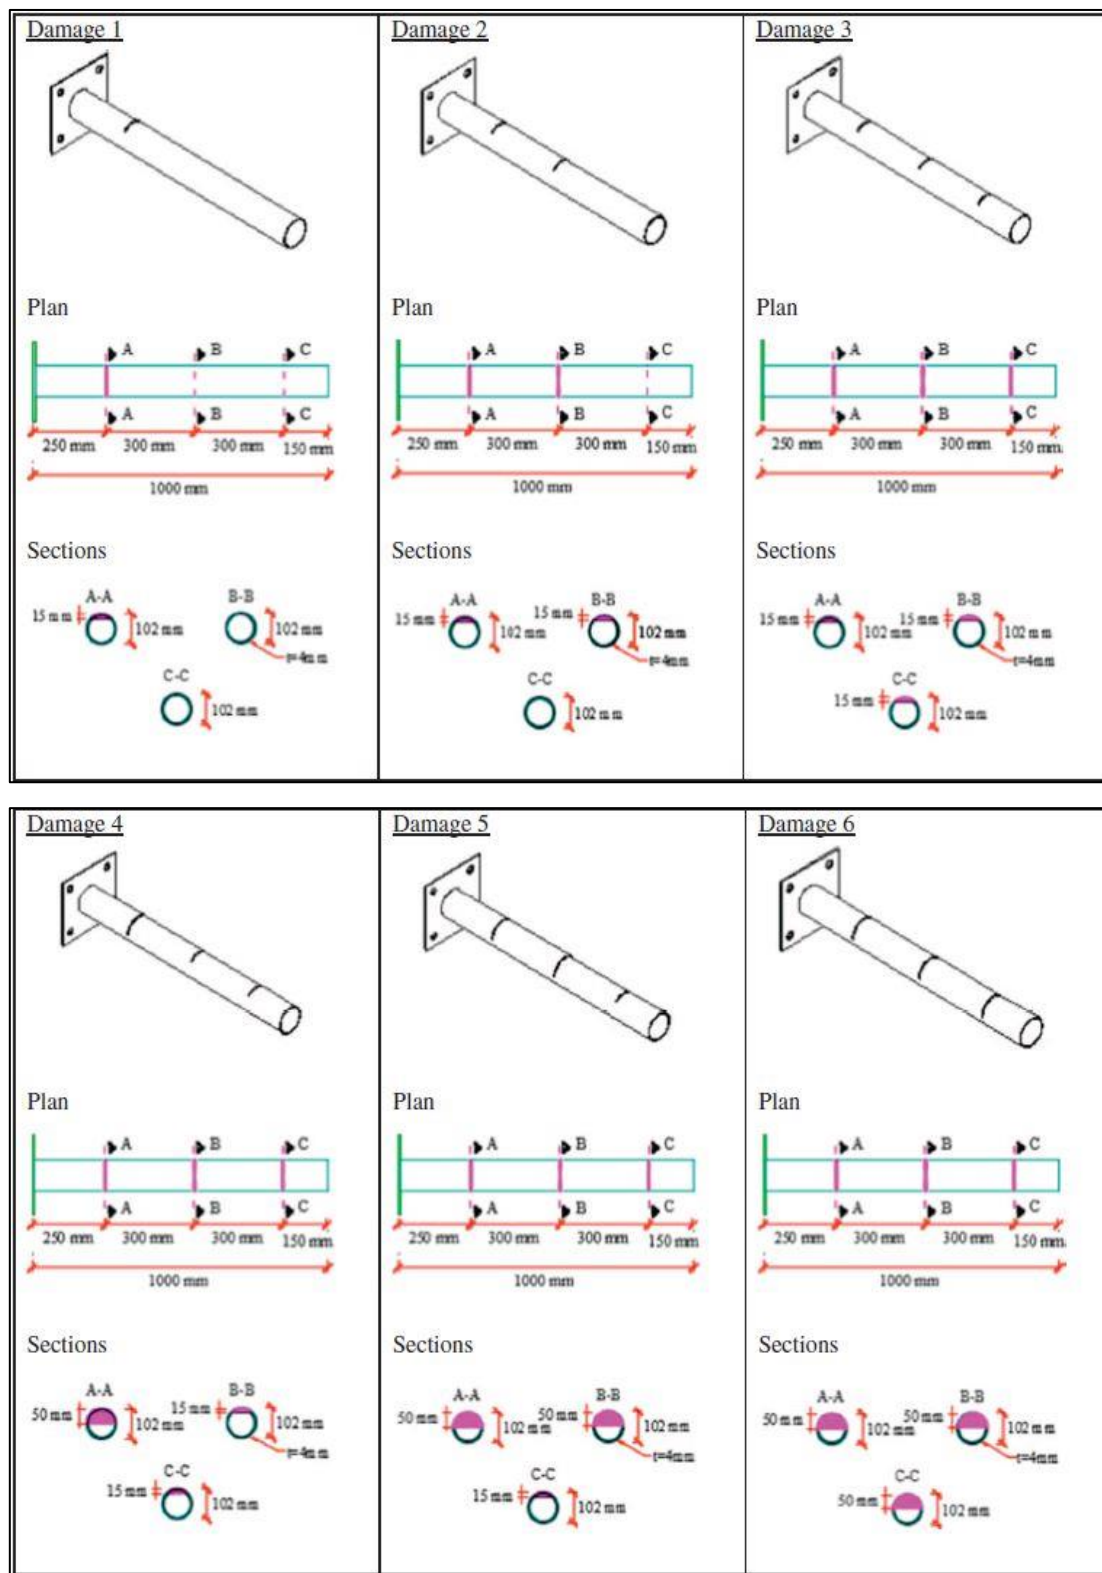 Damage 1
Plan
A B C
A B C
250 mm 300 mm 300 mm 150 mm
1000 mm
Sections
A-A B-B
15 mm 102 mm 102 mm
t=4mm
C-C
102 mm
Damage 2
Plan
A B C
A B C
250 mm 300 mm 300 mm 150 mm
1000 mm
Sections
A-A B-B
15 mm 102 mm 15 mm 102 mm
t=4mm
C-C
102 mm
Damage 3
Plan
A B C
A B C
250 mm 300 mm 300 mm 150 mm
1000 mm
Sections
A-A B-B
15 mm 102 mm 15 mm 102 mm
t=4mm
C-C
15 mm 102 mm
Damage 4
Plan
A B C
A B C
250 mm 300 mm 300 mm 150 mm
1000 mm
Sections
A-A B-B
50 mm 102 mm 15 mm 102 mm
t=4mm
C-C
15 mm 102 mm
Damage 5
Plan
A B C
A B C
250 mm 300 mm 300 mm 150 mm
1000 mm
Sections
A-A B-B
50 mm 102 mm 50 mm 102 mm
t=4mm
C-C
15 mm 102 mm
Damage 6
Plan
A B C
A B C
250 mm 300 mm 300 mm 150 mm
1000 mm
Sections
A-A B-B
50 mm 102 mm 50 mm 102 mm
t=4mm
C-C
50 mm 102 mm